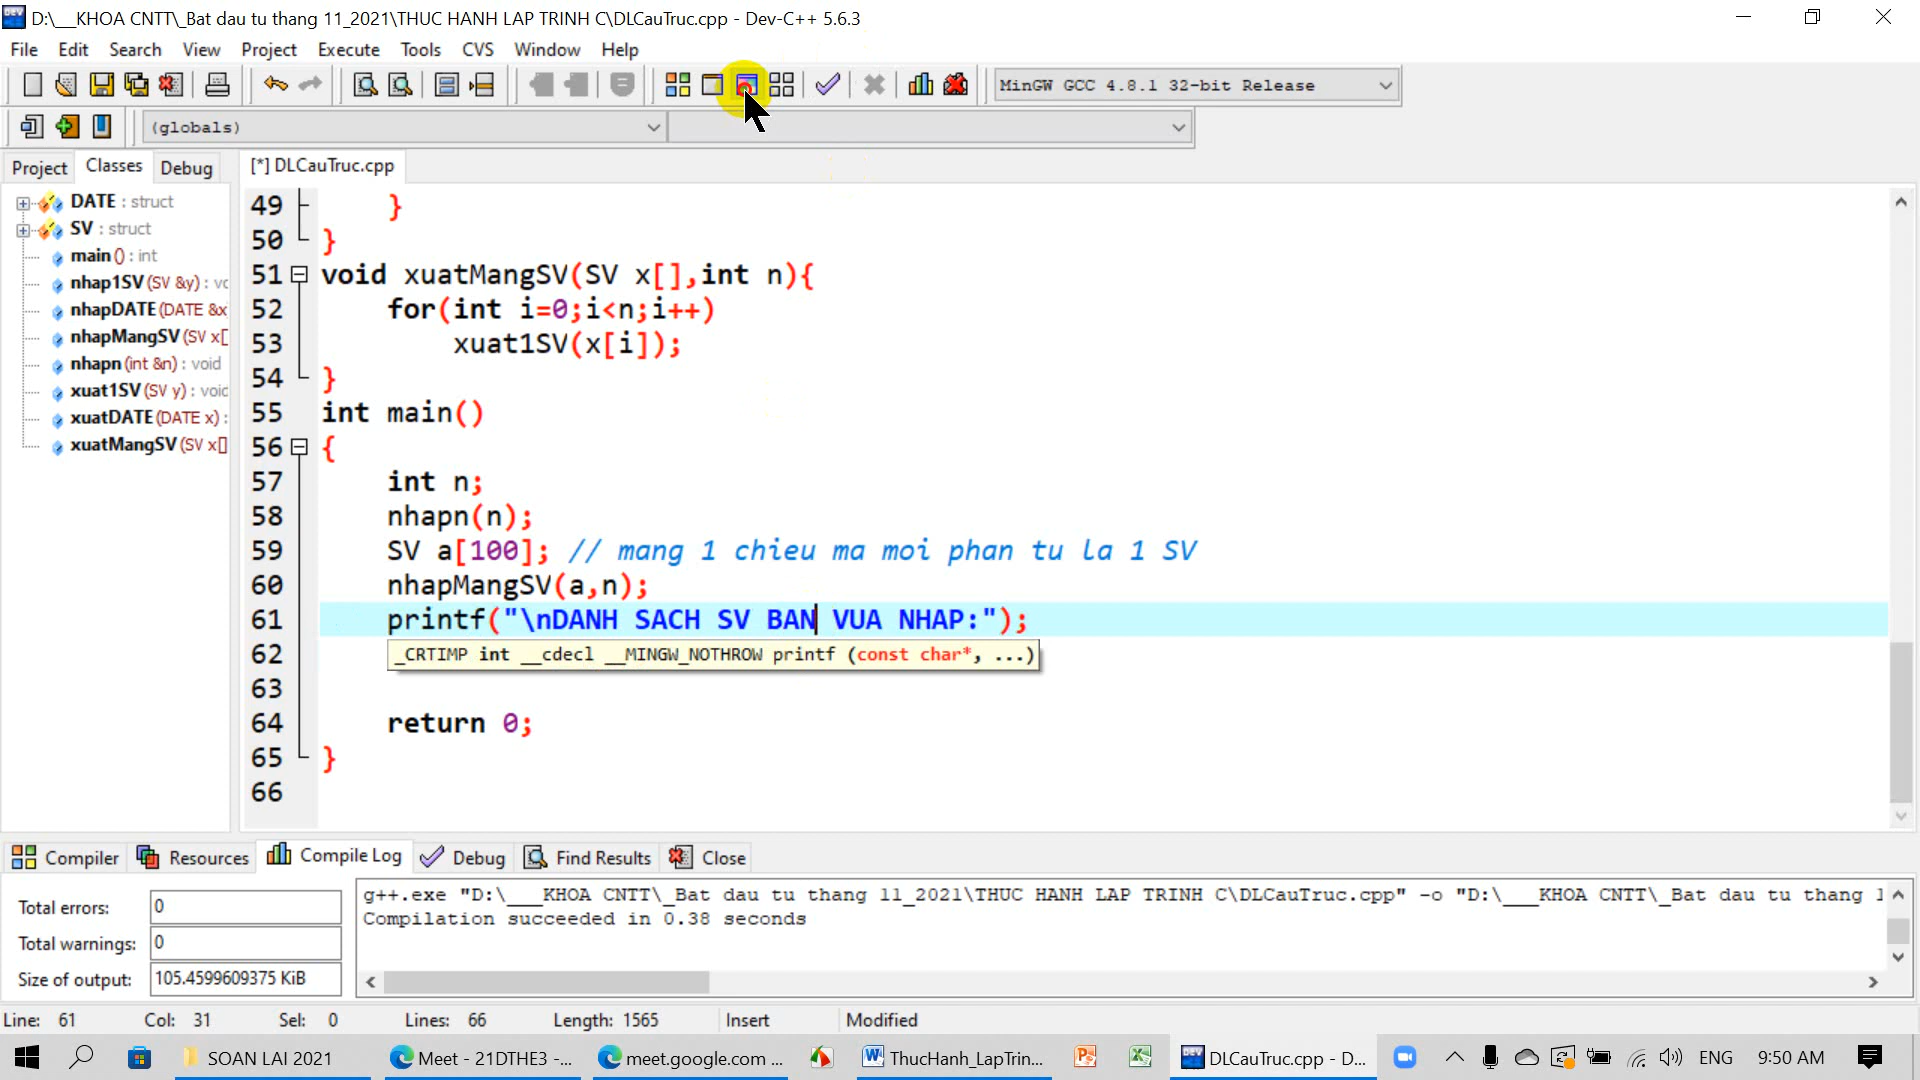 D:\___KHOA CNTT\_Bat dau tu thang 11_2021\THUC HANH LAP TRINH C\DLCauTruc.cpp - Dev-C++ 5.6.3
File Edit Search View Project Execute Tools CVS Window Help
MinGW GCC 4.8.1 32-bit Release
(globals)
Project Classes Debug
[*] DLCauTruc.cpp
DATE : struct
SV : struct
main () : int
nhap1SV (SV &y) : vc
nhapDATE (DATE &x
nhapMangSV (SV x[
nhapn (int &n) : void
xuat1SV (SV y) : voic
xuatDATE (DATE x) :
xuatMangSV (SV x[]
49 }
50 }
51 void xuatMangSV(SV x[],int n){
52 for(int i=0;i<n;i++)
53 xuat1SV(x[i]);
54 }
55 int main()
56 {
57 int n;
58 nhapn(n);
59 SV a[100]; // mang 1 chieu ma moi phan tu la 1 SV
60 nhapMangSV(a,n);
61 printf("\nDANH SACH SV BAN VUA NHAP:");
62 _CRTIMP int __cdecl __MINGW_NOTHROW printf (const char*, ...)
63
64 return 0;
65 }
66
Compiler Resources Compile Log Debug Find Results Close
Total errors: 0
Total warnings: 0
Size of output: 105.4599609375 KiB
g++.exe "D:\___KHOA CNTT\_Bat dau tu thang 11_2021\THUC HANH LAP TRINH C\DLCauTruc.cpp" -o "D:\___KHOA CNTT\_Bat dau tu thang 1
Compilation succeeded in 0.38 seconds
Line: 61 Col: 31 Sel: 0 Lines: 66 Length: 1565 Insert Modified
SOAN LAI 2021 Meet - 21DTHE3 -... meet.google.com ... ThucHanh_LapTrin... DLCauTruc.cpp - D... ENG 9:50 AM